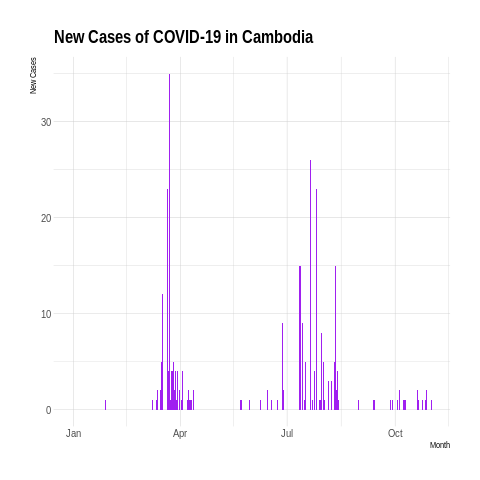 New Cases of COVID-19 in Cambodia
New Cases
30
20
10
0
Jan Apr Jul Oct
Month